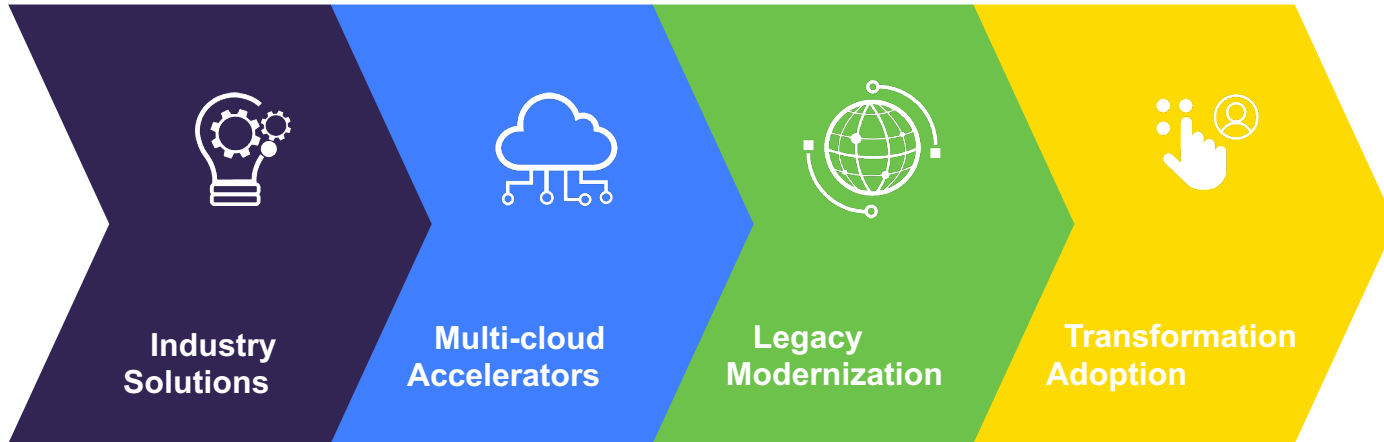 Industry
Solutions
Multi-cloud
Accelerators
Legacy
Modernization
Transformation
Adoption